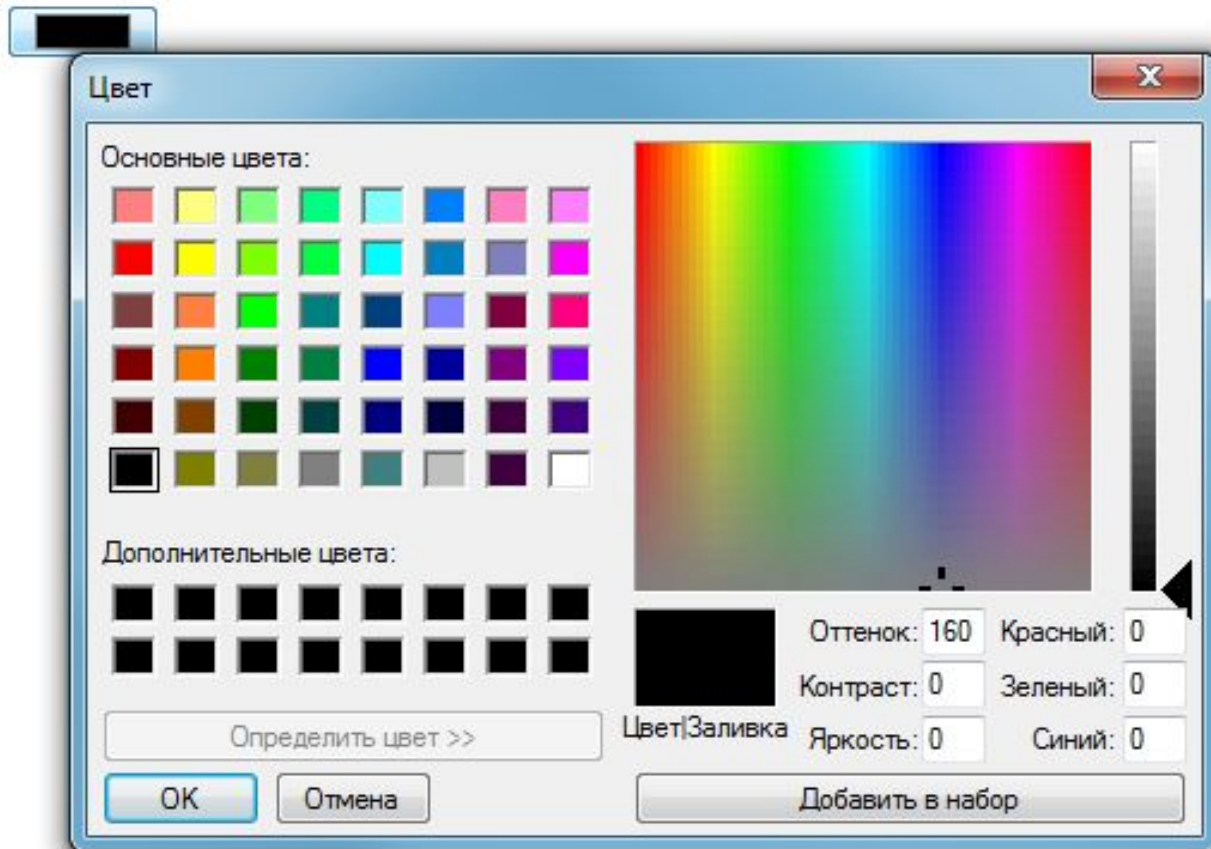 Цвет
Основные цвета:
Дополнительные цвета:
Определить цвет >>
OK
Отмена
Цвет|Заливка
Оттенок: 160
Контраст: 0
Яркость: 0
Красный: 0
Зеленый: 0
Синий: 0
Добавить в набор